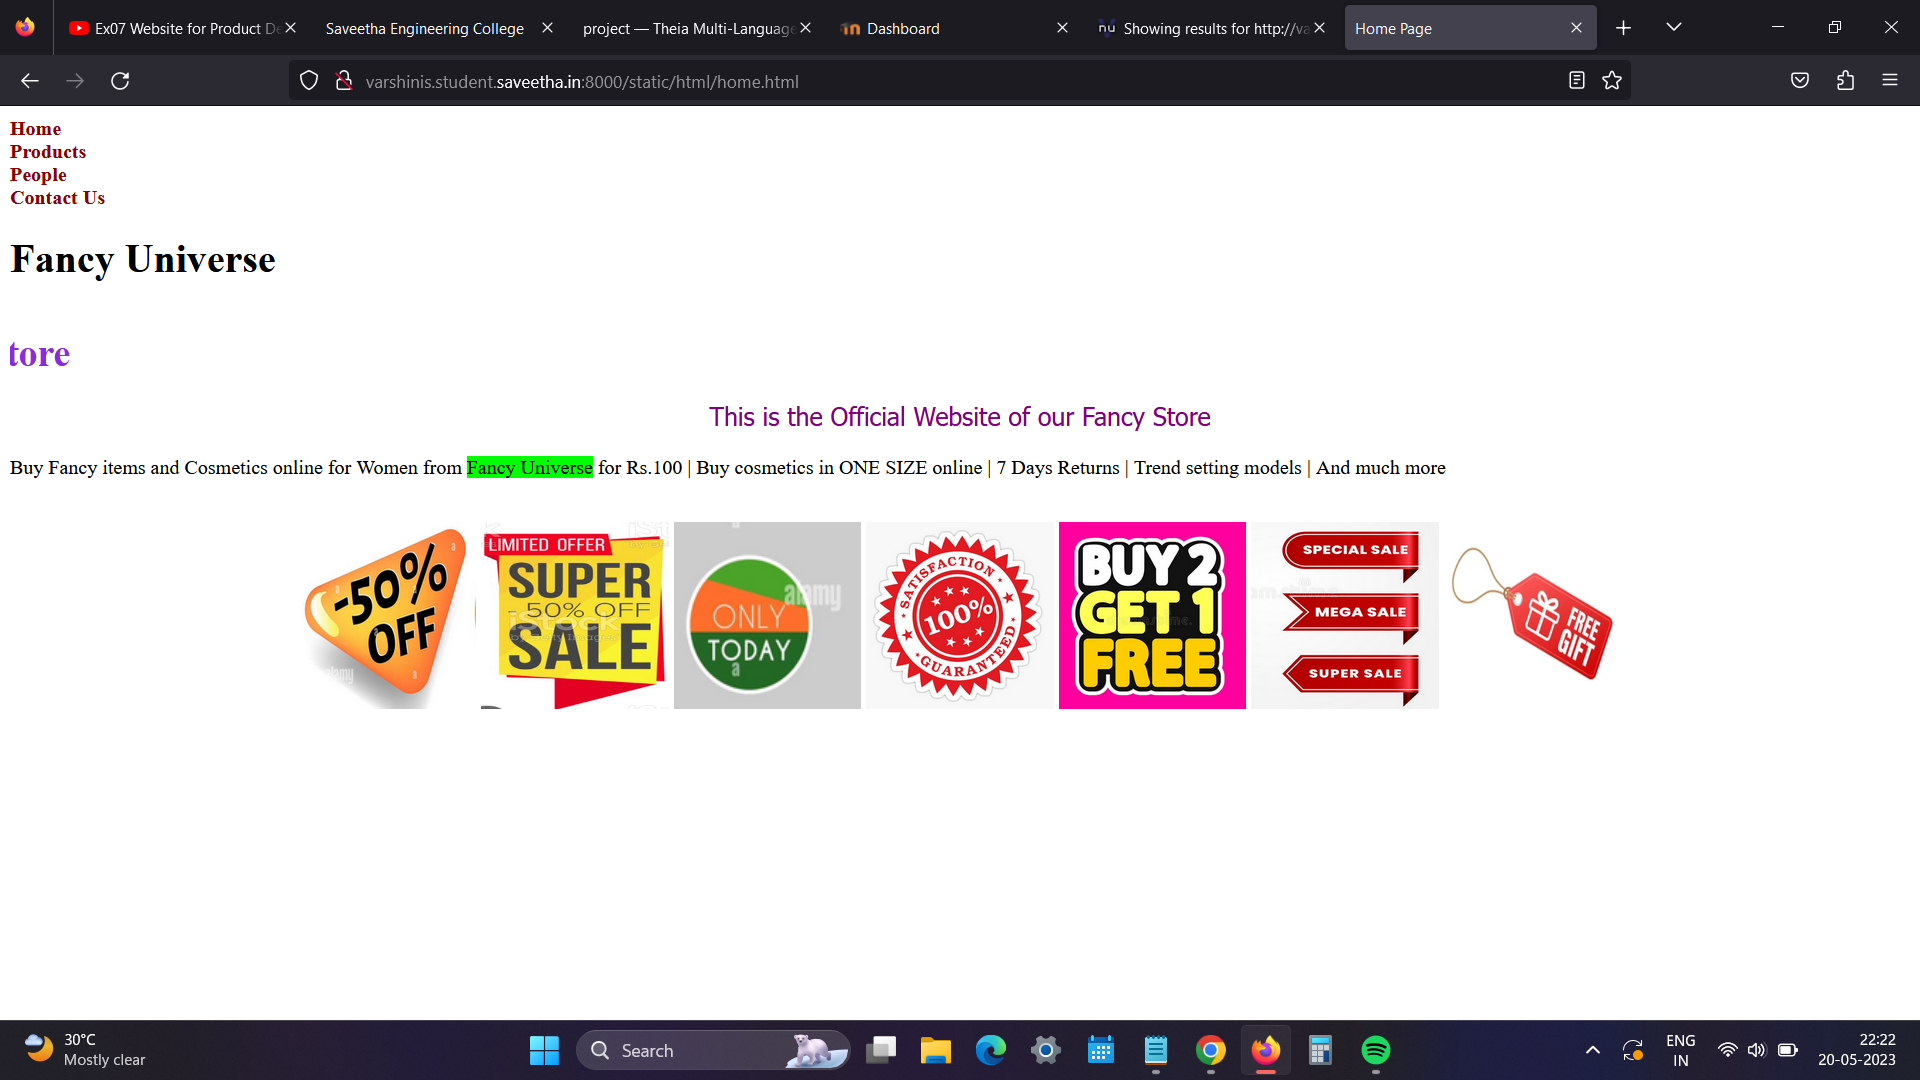 Ex07 Website for Product De
Saveetha Engineering College
project — Theia Multi-Language
Dashboard
nu Showing results for http://va
Home Page
varshinis.student.saveetha.in:8000/static/html/home.html
Home
Products
People
Contact Us
Fancy Universe
tore
This is the Official Website of our Fancy Store
Buy Fancy items and Cosmetics online for Women from Fancy Universe for Rs.100 | Buy cosmetics in ONE SIZE online | 7 Days Returns | Trend setting models | And much more
-50%
OFF
alamy
a
LIMITED OFFER
SUPER
50% OFF
iStock
SALE
ONLY
TODAY
alamy
a
SATISFACTION
100%
GUARANTEED
BUY 2
GET 1
FREE
SPECIAL SALE
MEGA SALE
SUPER SALE
FREE
GIFT
30°C
Mostly clear
Search
ENG
IN
22:22
20-05-2023